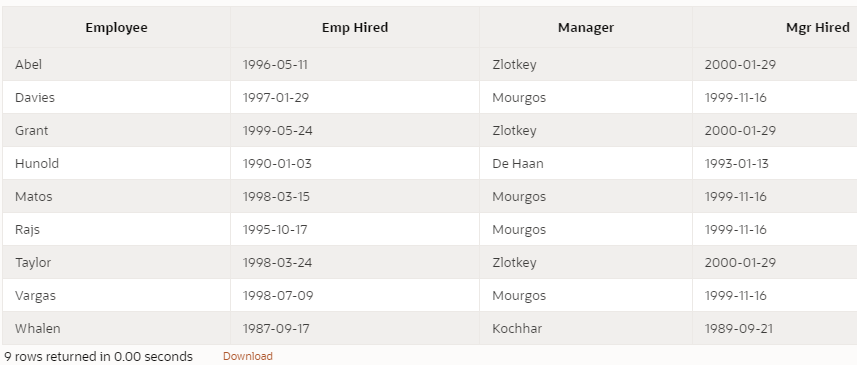 Employee Emp Hired Manager Mgr Hired
Abel 1996-05-11 Zlotkey 2000-01-29
Davies 1997-01-29 Mourgos 1999-11-16
Grant 1999-05-24 Zlotkey 2000-01-29
Hunold 1990-01-03 De Haan 1993-01-13
Matos 1998-03-15 Mourgos 1999-11-16
Rajs 1995-10-17 Mourgos 1999-11-16
Taylor 1998-03-24 Zlotkey 2000-01-29
Vargas 1998-07-09 Mourgos 1999-11-16
Whalen 1987-09-17 Kochhar 1989-09-21
9 rows returned in 0.00 seconds Download